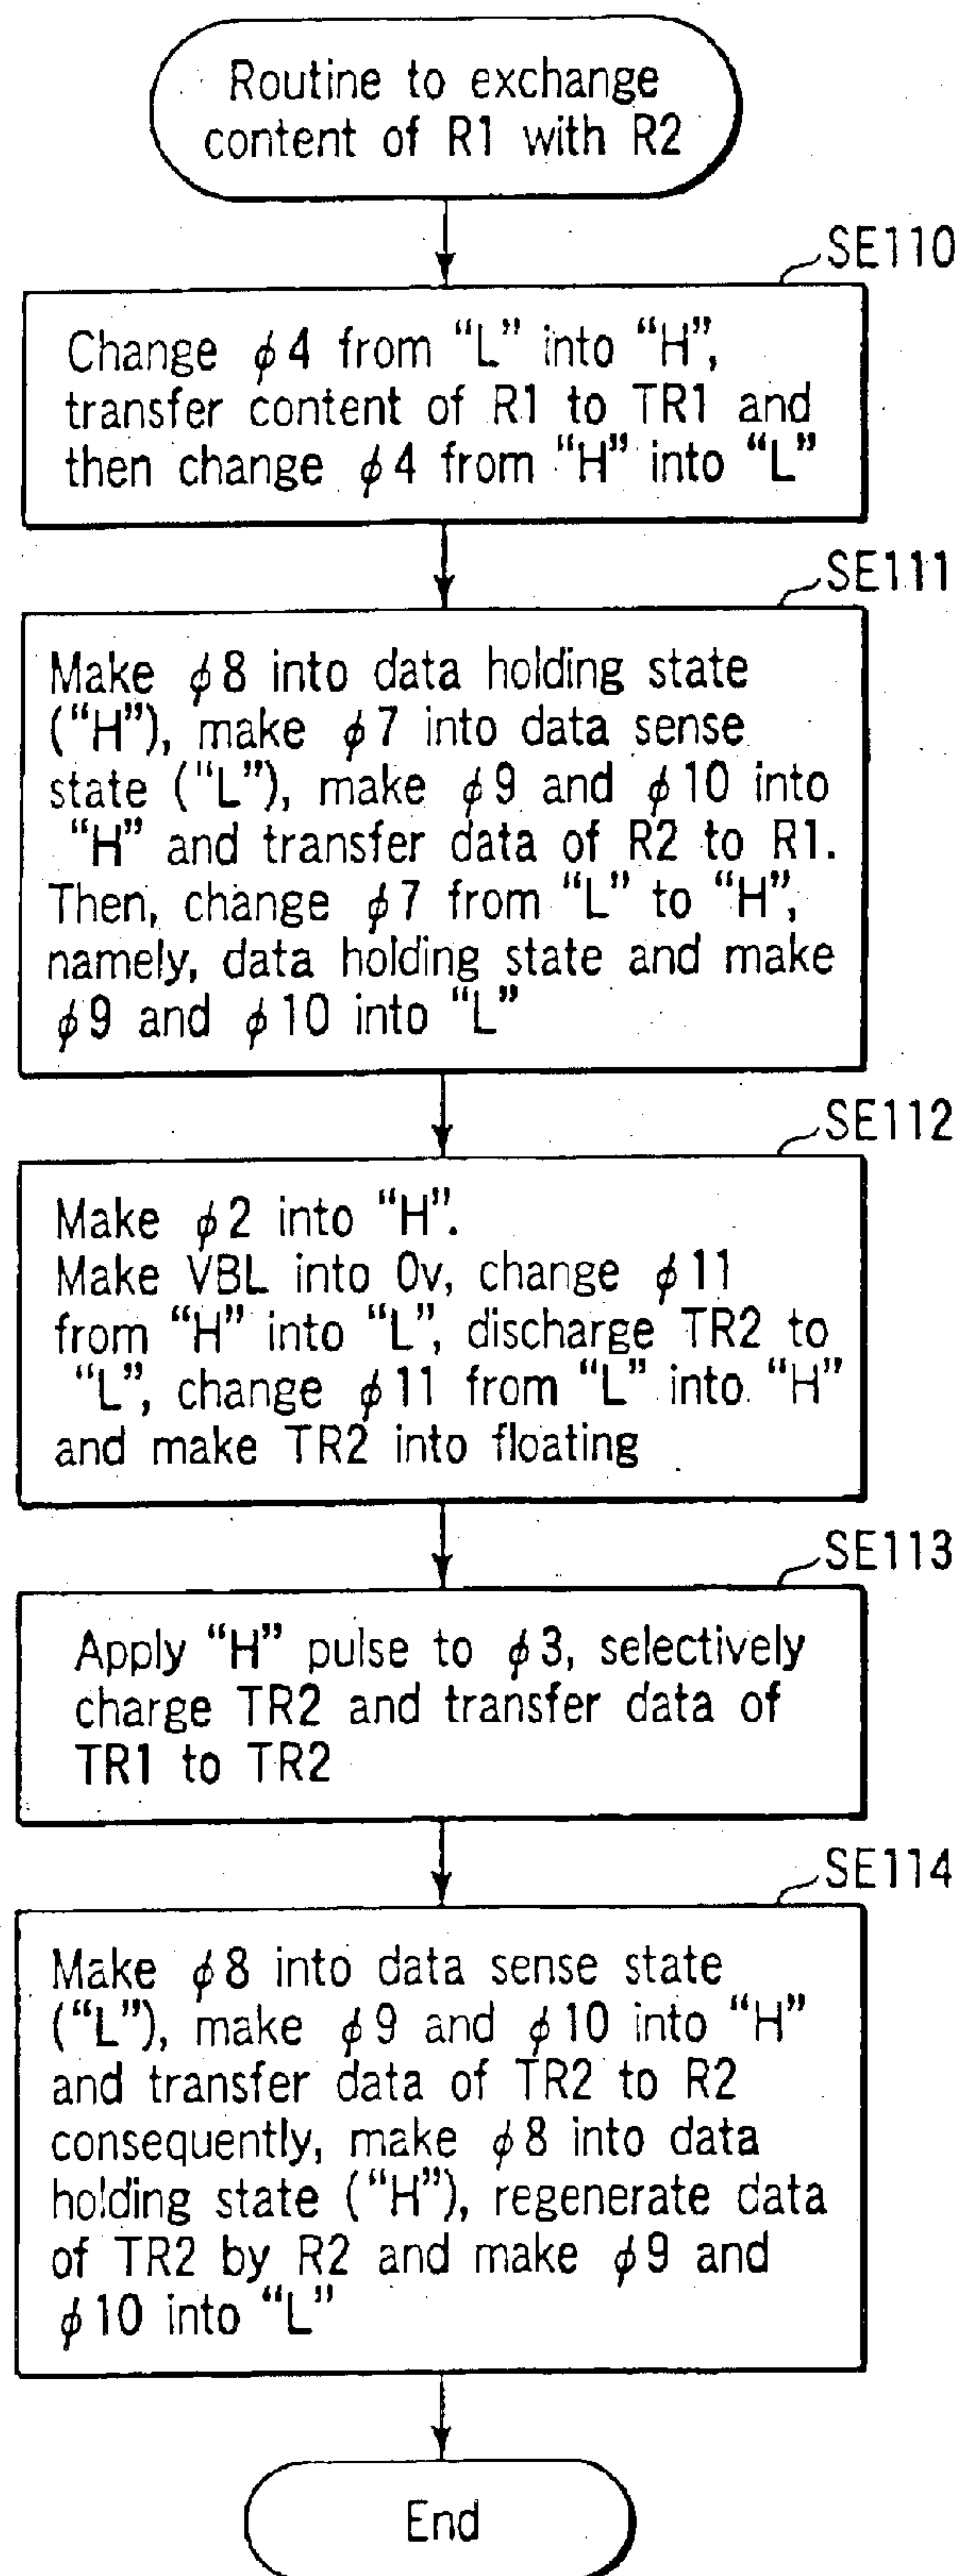 Routine to exchange
content of R1 with R2
SE110
Change ϕ4 from “L” into “H”,
transfer content of R1 to TR1 and
then change ϕ4 from “H” into “L”
SE111
Make ϕ8 into data holding state
(“H”), make ϕ7 into data sense
state (“L”), make ϕ9 and ϕ10 into
“H” and transfer data of R2 to R1.
Then, change ϕ7 from “L” to “H”,
namely, data holding state and make
ϕ9 and ϕ10 into “L”
SE112
Make ϕ2 into “H”.
Make VBL into 0v, change ϕ11
from “H” into “L”, discharge TR2 to
“L”, change ϕ11 from “L” into “H”
and make TR2 into floating
SE113
Apply “H” pulse to ϕ3, selectively
charge TR2 and transfer data of
TR1 to TR2
SE114
Make ϕ8 into data sense state
(“L”), make ϕ9 and ϕ10 into “H”
and transfer data of TR2 to R2
consequently, make ϕ8 into data
holding state (“H”), regenerate data
of TR2 by R2 and make ϕ9 and
ϕ10 into “L”
End